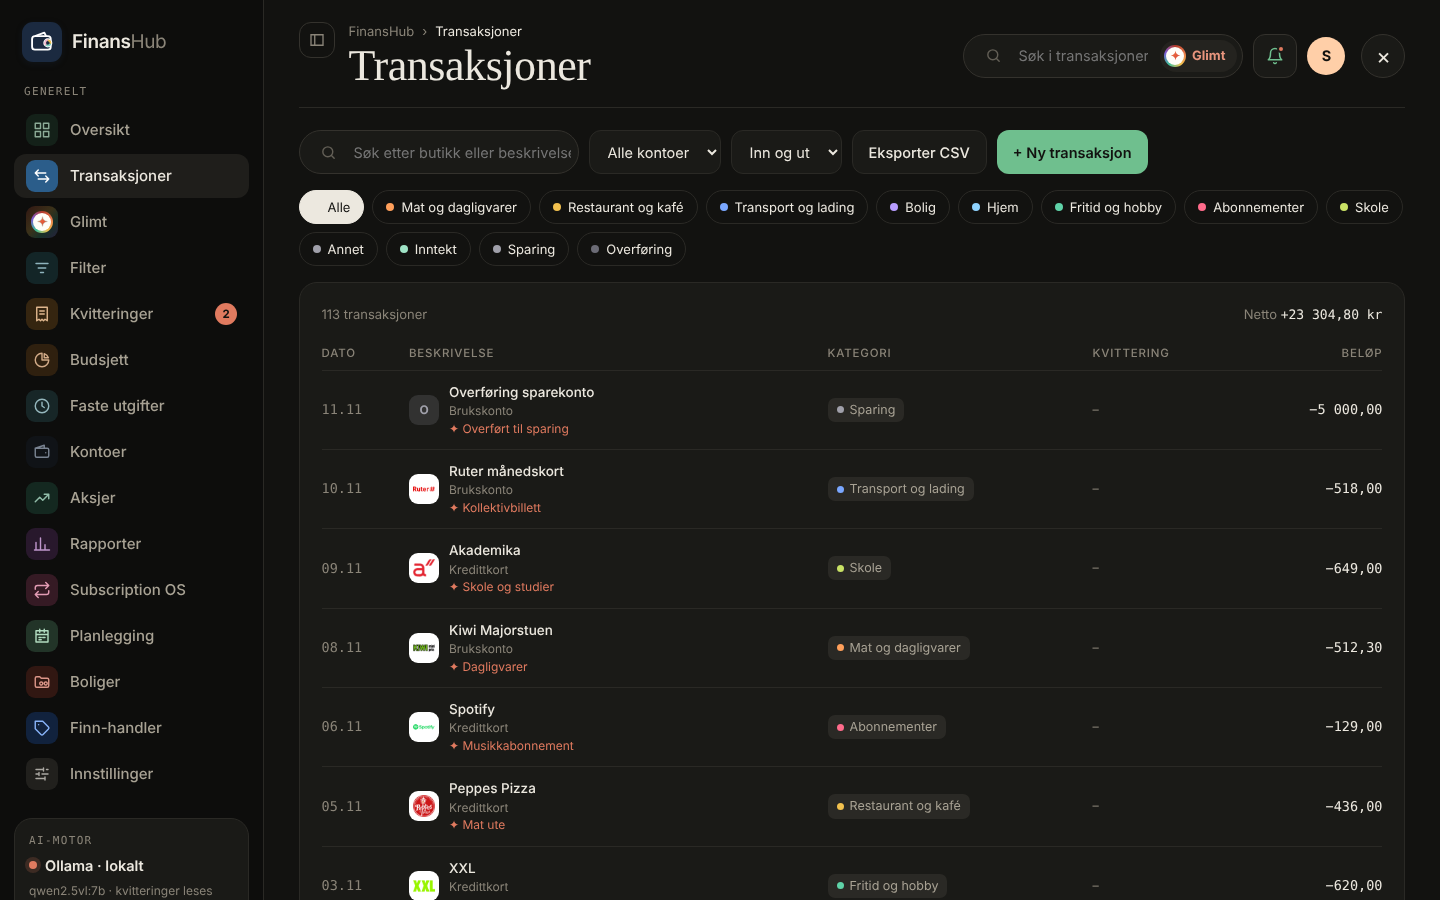 FinansHub
GENERELT
Oversikt
Transaksjoner
Glimt
Filter
Kvitteringer 2
Budsjett
Faste utgifter
Kontoer
Aksjer
Rapporter
Subscription OS
Planlegging
Boliger
Finn-handler
Innstillinger
AI-MOTOR
Ollama · lokalt
qwen2.5vl:7b · kvitteringer leses
FinansHub › Transaksjoner
Transaksjoner
Søk i transaksjoner Glimt S ×
Søk etter butikk eller beskrivelse Alle kontoer Inn og ut Eksporter CSV + Ny transaksjon
Alle Mat og dagligvarer Restaurant og kafé Transport og lading Bolig Hjem Fritid og hobby Abonnementer Skole
Annet Inntekt Sparing Overføring
113 transaksjoner Netto +23 304,80 kr
DATO BESKRIVELSE KATEGORI KVITTERING BELØP
11.11 O Overføring sparekonto Sparing – −5 000,00
Brukskonto
✦ Overført til sparing
10.11 Ruter Ruter månedskort Transport og lading – −518,00
Brukskonto
✦ Kollektivbillett
09.11 a Akademika Skole – −649,00
Kredittkort
✦ Skole og studier
08.11 Kiwi Majorstuen Mat og dagligvarer – −512,30
Brukskonto
✦ Dagligvarer
06.11 Spotify Spotify Abonnementer – −129,00
Kredittkort
✦ Musikkabonnement
05.11 Peppes Pizza Restaurant og kafé – −436,00
Kredittkort
✦ Mat ute
03.11 XXL XXL Fritid og hobby – −620,00
Kredittkort